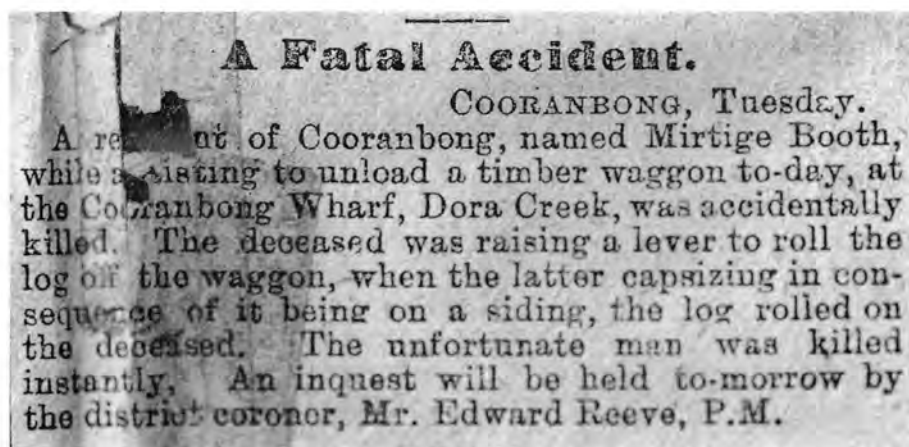 A Fatal Accident.
COORANBONG, Tuesday.
A of Cooranbong, named Mirtige Booth,
while assisting to unload a timber waggon to-day, at
the Cooranbong Wharf, Dora Creek, was accidentally
killed. The deceased was raising a lever to roll the
log off the waggon, when the latter capsizing in con-
sequence of it being on a siding, the log rolled on
the deceased. The unfortunate man was killed
instantly. An inquest will be held to-morrow by
the district coroner, Mr. Edward Reeve, P.M.